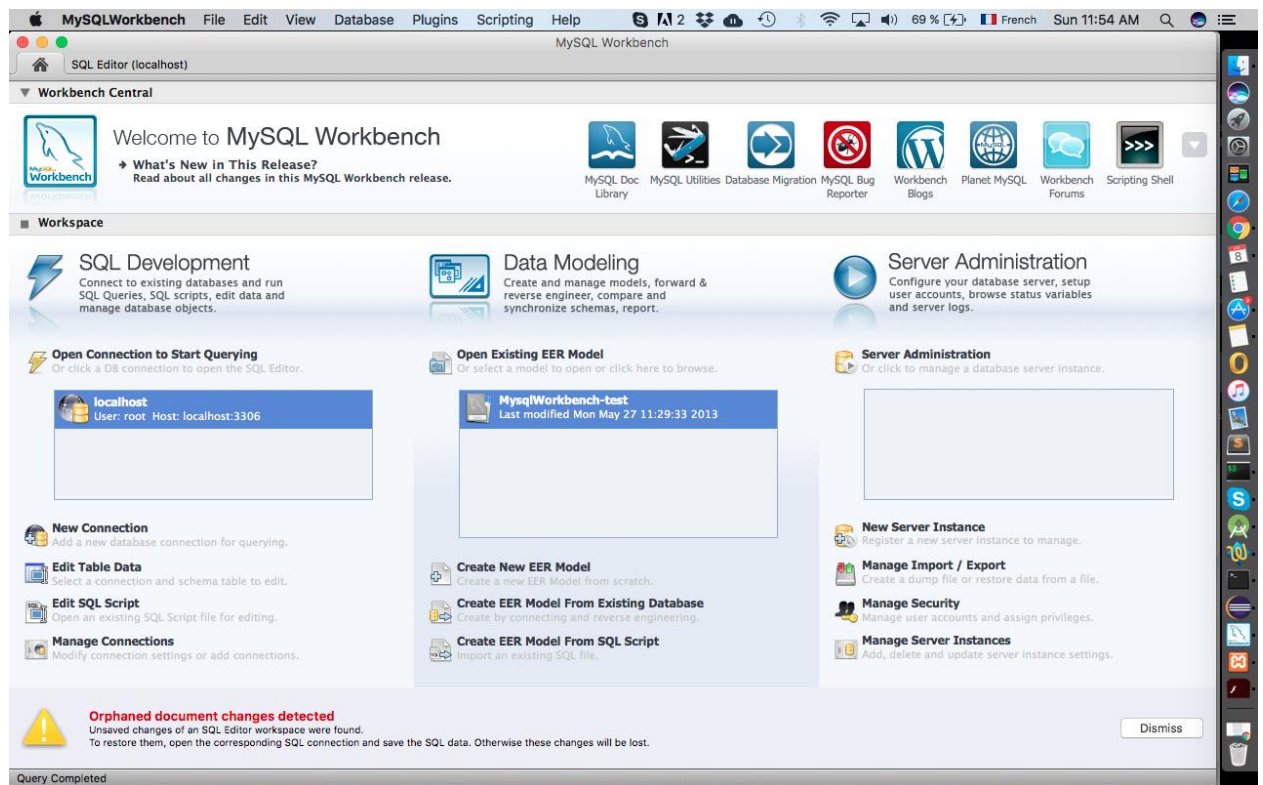 MySQLWorkbench File Edit View Database Plugins Scripting Help 2 69 % French Sun 11:54 AM
MySQL Workbench
SQL Editor (localhost)
Workbench Central
Welcome to MySQL Workbench
What's New in This Release?
Read about all changes in this MySQL Workbench release.
MySQL
Workbench
MySQL Doc Library
MySQL Utilities
Database Migration
MySQL Bug Reporter
Workbench Blogs
Planet MySQL
Workbench Forums
>>>
Scripting Shell
Workspace
SQL Development
Connect to existing databases and run
SQL Queries, SQL scripts, edit data and
manage database objects.
Open Connection to Start Querying
Or click a DB connection to open the SQL Editor.
localhost
User: root Host: localhost:3306
New Connection
Add a new database connection for querying.
Edit Table Data
Select a connection and schema table to edit.
Edit SQL Script
Open an existing SQL Script file for editing.
Manage Connections
Modify connection settings or add connections.
Data Modeling
Create and manage models, forward &
reverse engineer, compare and
synchronize schemas, report.
Open Existing EER Model
Or select a model to open or click here to browse.
MysqlWorkbench-test
Last modified Mon May 27 11:29:33 2013
Create New EER Model
Create a new EER Model from scratch.
Create EER Model From Existing Database
Create by connecting and reverse engineering.
Create EER Model From SQL Script
Import an existing SQL file.
Server Administration
Configure your database server, setup
user accounts, browse status variables
and server logs.
Server Administration
Or click to manage a database server instance.
New Server Instance
Register a new server instance to manage.
Manage Import / Export
Create a dump file or restore data from a file.
Manage Security
Manage user accounts and assign privileges.
Manage Server Instances
Add, delete and update server instance settings.
Orphaned document changes detected
Unsaved changes of an SQL Editor workspace were found.
To restore them, open the corresponding SQL connection and save the SQL data. Otherwise these changes will be lost.
Dismiss
Query Completed
8